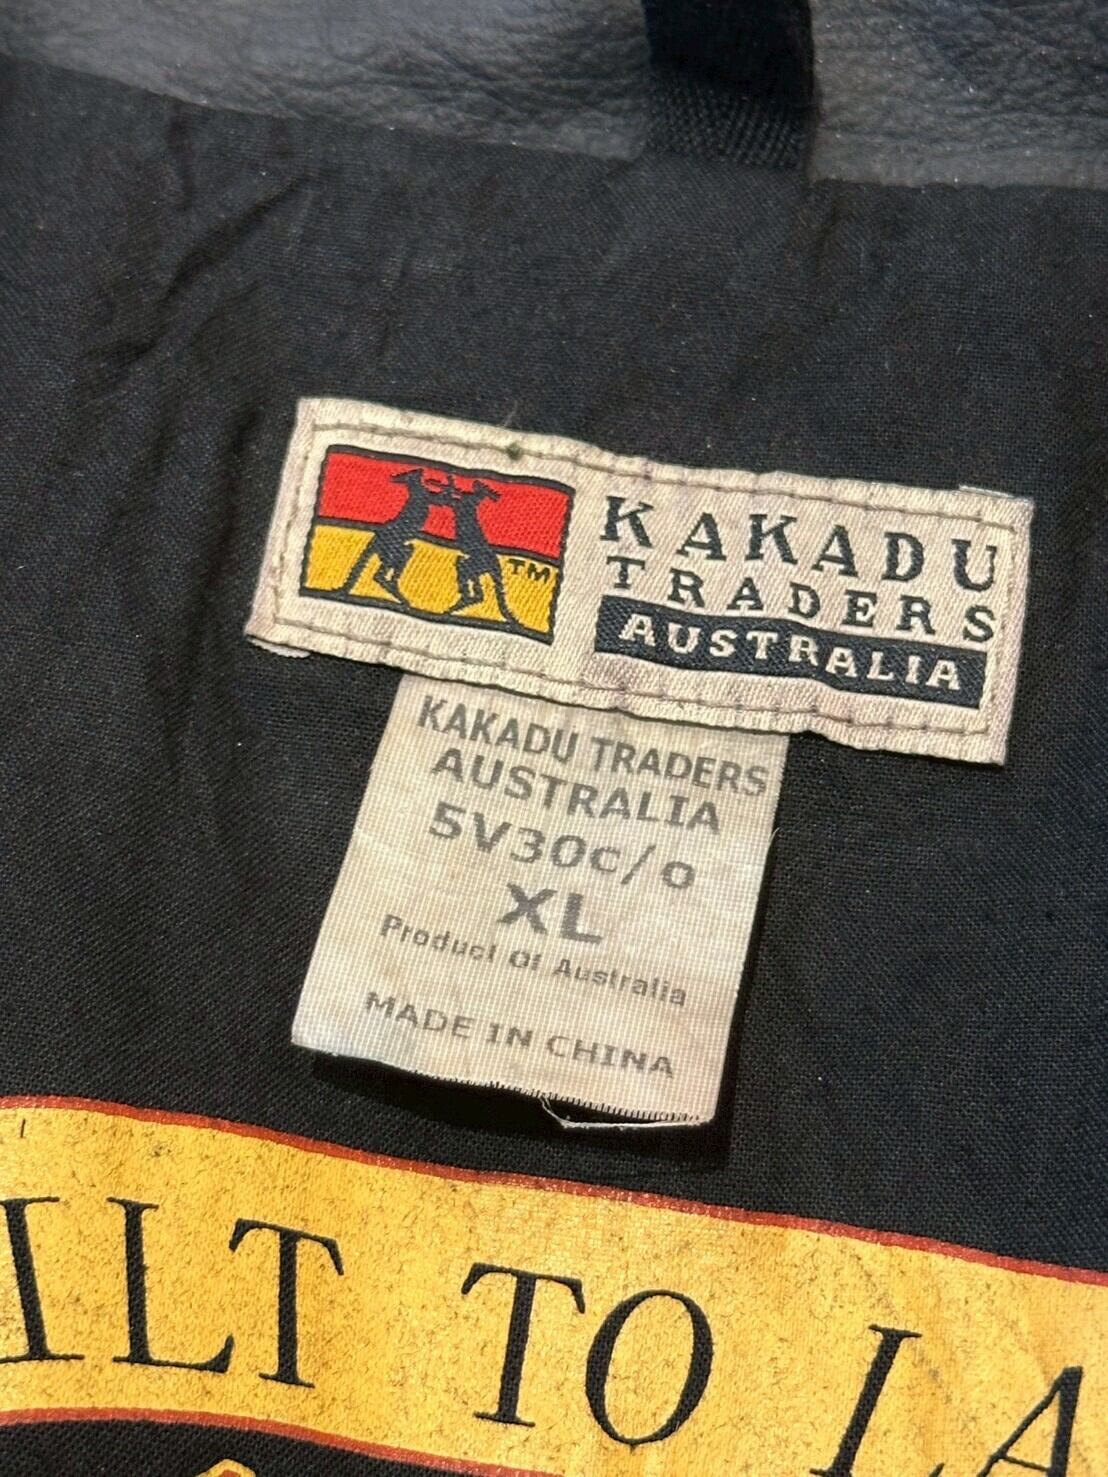 TM
KAKADU
TRADERS
AUSTRALIA
KAKADU TRADERS
AUSTRALIA
5V30c/o
XL
Product Of Australia
MADE IN CHINA
ILT TO LA